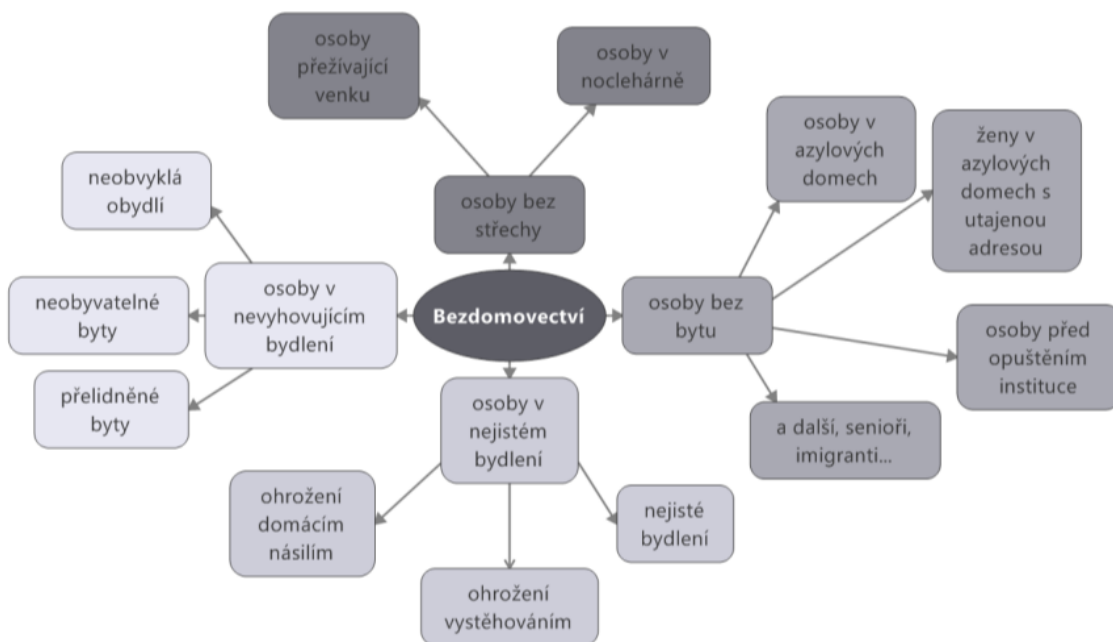 osoby
přežívající
venku
osoby v
noclehárně
osoby bez
střechy
osoby v
azylových
domech
ženy v
azylových
domech s
utajenou
adresou
neobvyklá
obydlí
neobyvatelné
byty
přelidněné
byty
osoby v
nevyhovujícím
bydlení
Bezdomovectví
osoby bez
bytu
osoby před
opuštěním
instituce
a další, senioři,
imigranti...
osoby v
nejistém
bydlení
ohrožení
domácím
násilím
ohrožení
vystěhováním
nejisté
bydlení